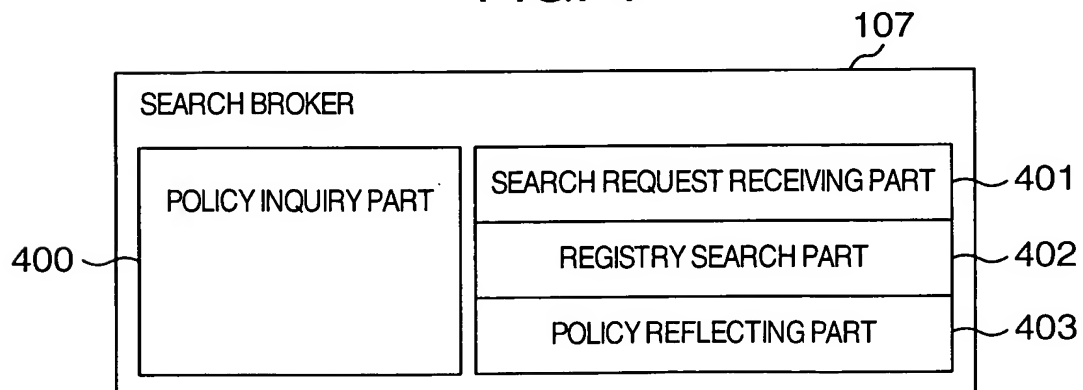 107
SEARCH BROKER
POLICY INQUIRY PART
SEARCH REQUEST RECEIVING PART
401
400
REGISTRY SEARCH PART
402
POLICY REFLECTING PART
403